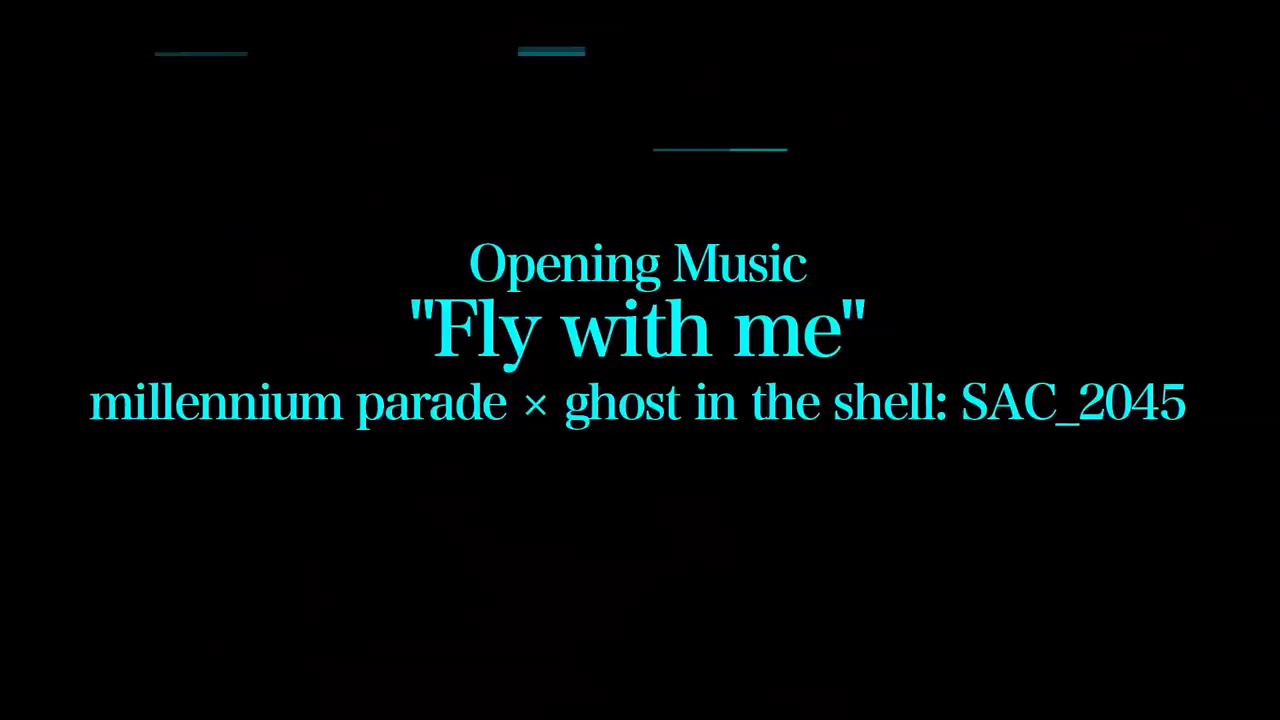 Opening Music
"Fly with me"
millennium parade × ghost in the shell: SAC_2045